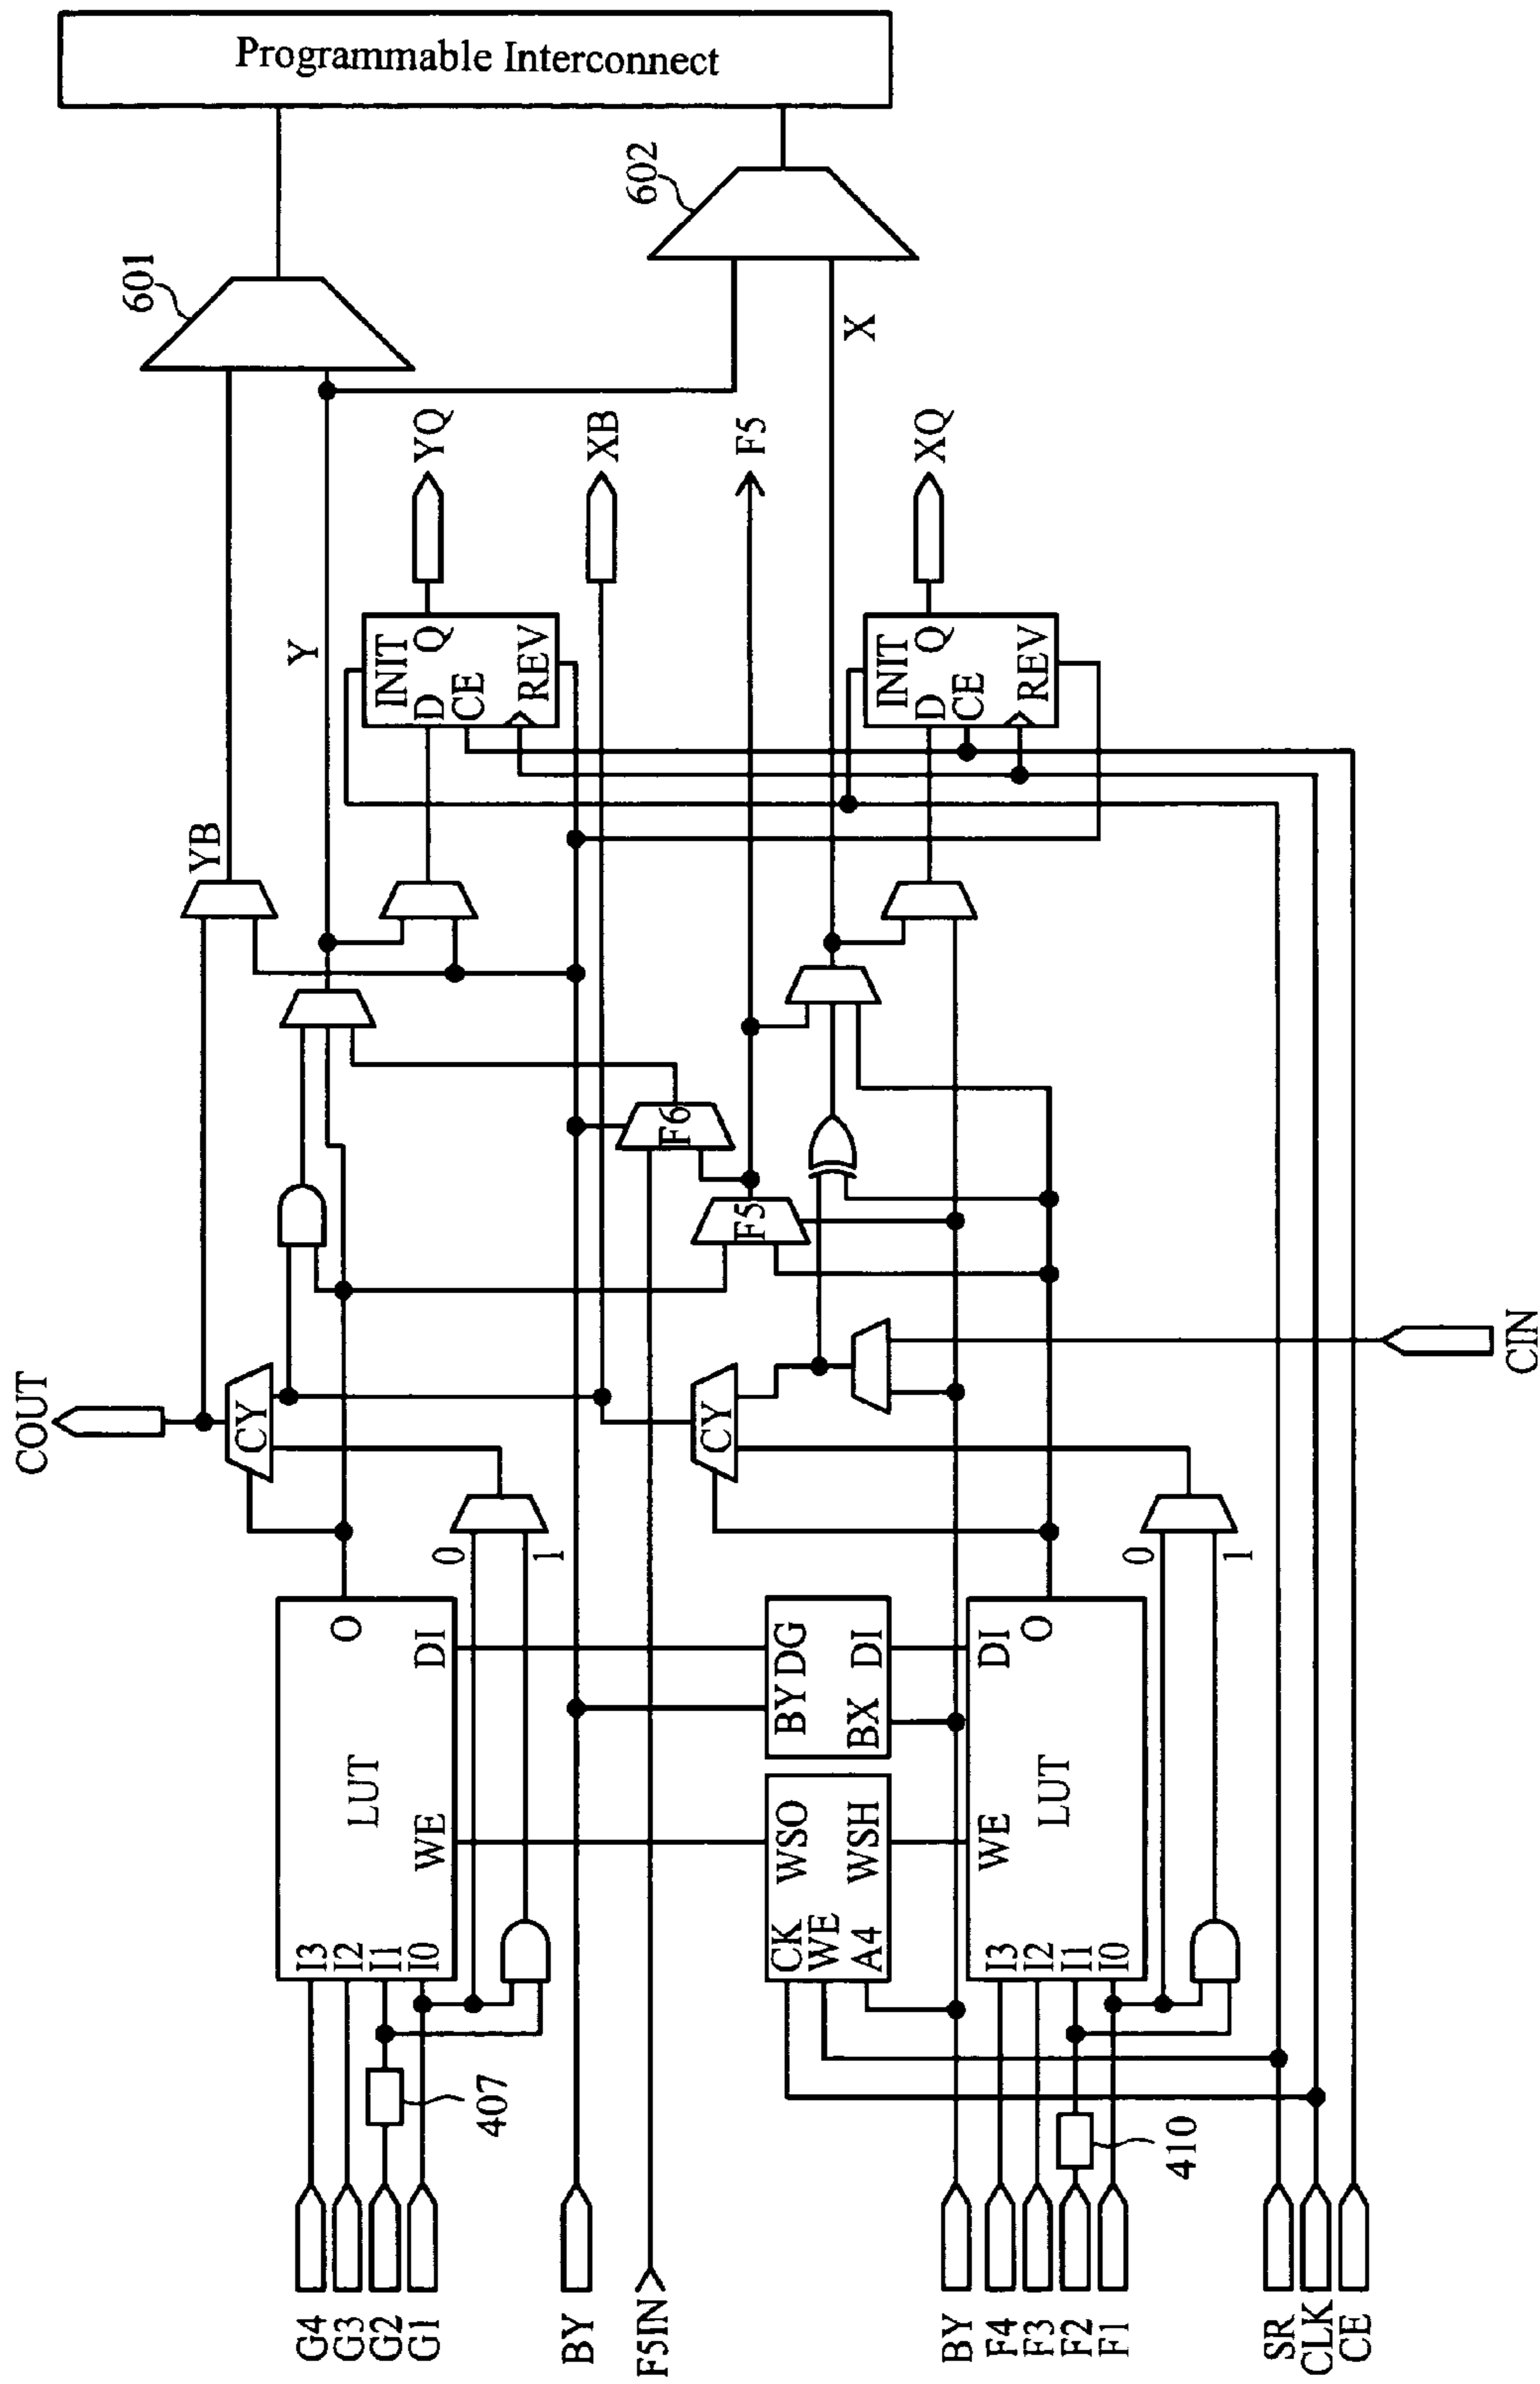 Programmable Interconnect
601
602
YB
Y
X
YQ
XB
F5
XQ
INIT
D Q
CE
REV
INIT
D Q
CE
REV
COUT
CY
CY
F5
F6
CIN
0
1
0
1
O
DI
LUT
WE
I3
I2
I1
I0
BY DG
BX DI
WSO
CK
WE
A4
WSH
DI
O
LUT
WE
I3
I2
I1
I0
407
410
G4
G3
G2
G1
BY
F5IN
BY
F4
F3
F2
F1
SR
CLK
CE